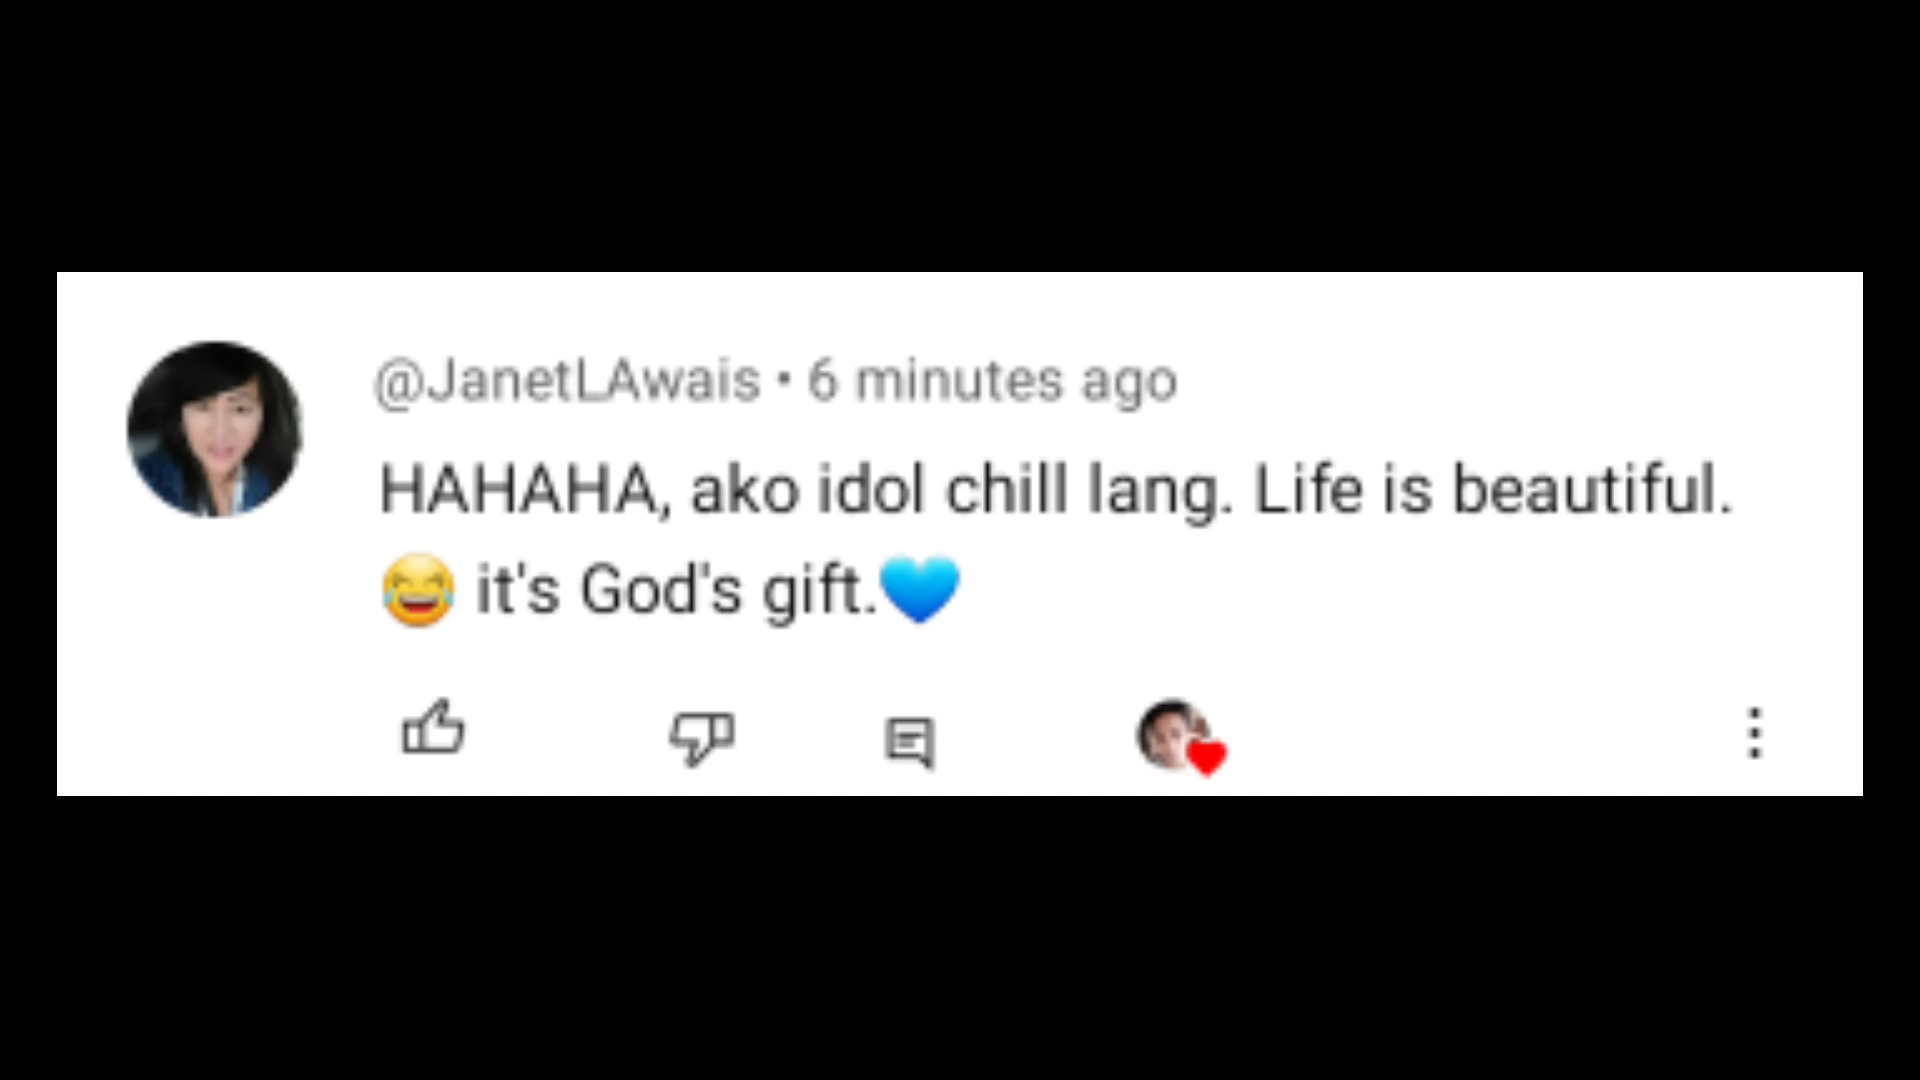 @JanetLAwais • 6 minutes ago
HAHAHA, ako idol chill lang. Life is beautiful.
😂 it's God's gift.💙